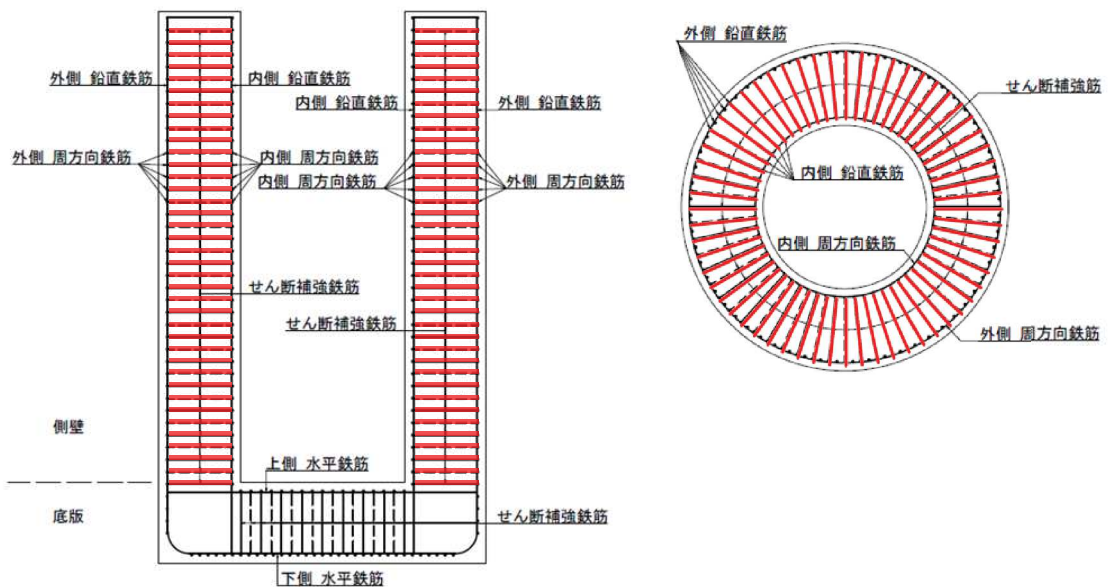 外側 鉛直鉄筋
内側 鉛直鉄筋
内側 鉛直鉄筋
外側 鉛直鉄筋
外側 周方向鉄筋
内側 周方向鉄筋
内側 周方向鉄筋
外側 周方向鉄筋
せん断補強鉄筋
せん断補強鉄筋
側壁
上側 水平鉄筋
底版
せん断補強鉄筋
下側 水平鉄筋
外側 鉛直鉄筋
せん断補強筋
内側 鉛直鉄筋
内側 周方向鉄筋
外側 周方向鉄筋